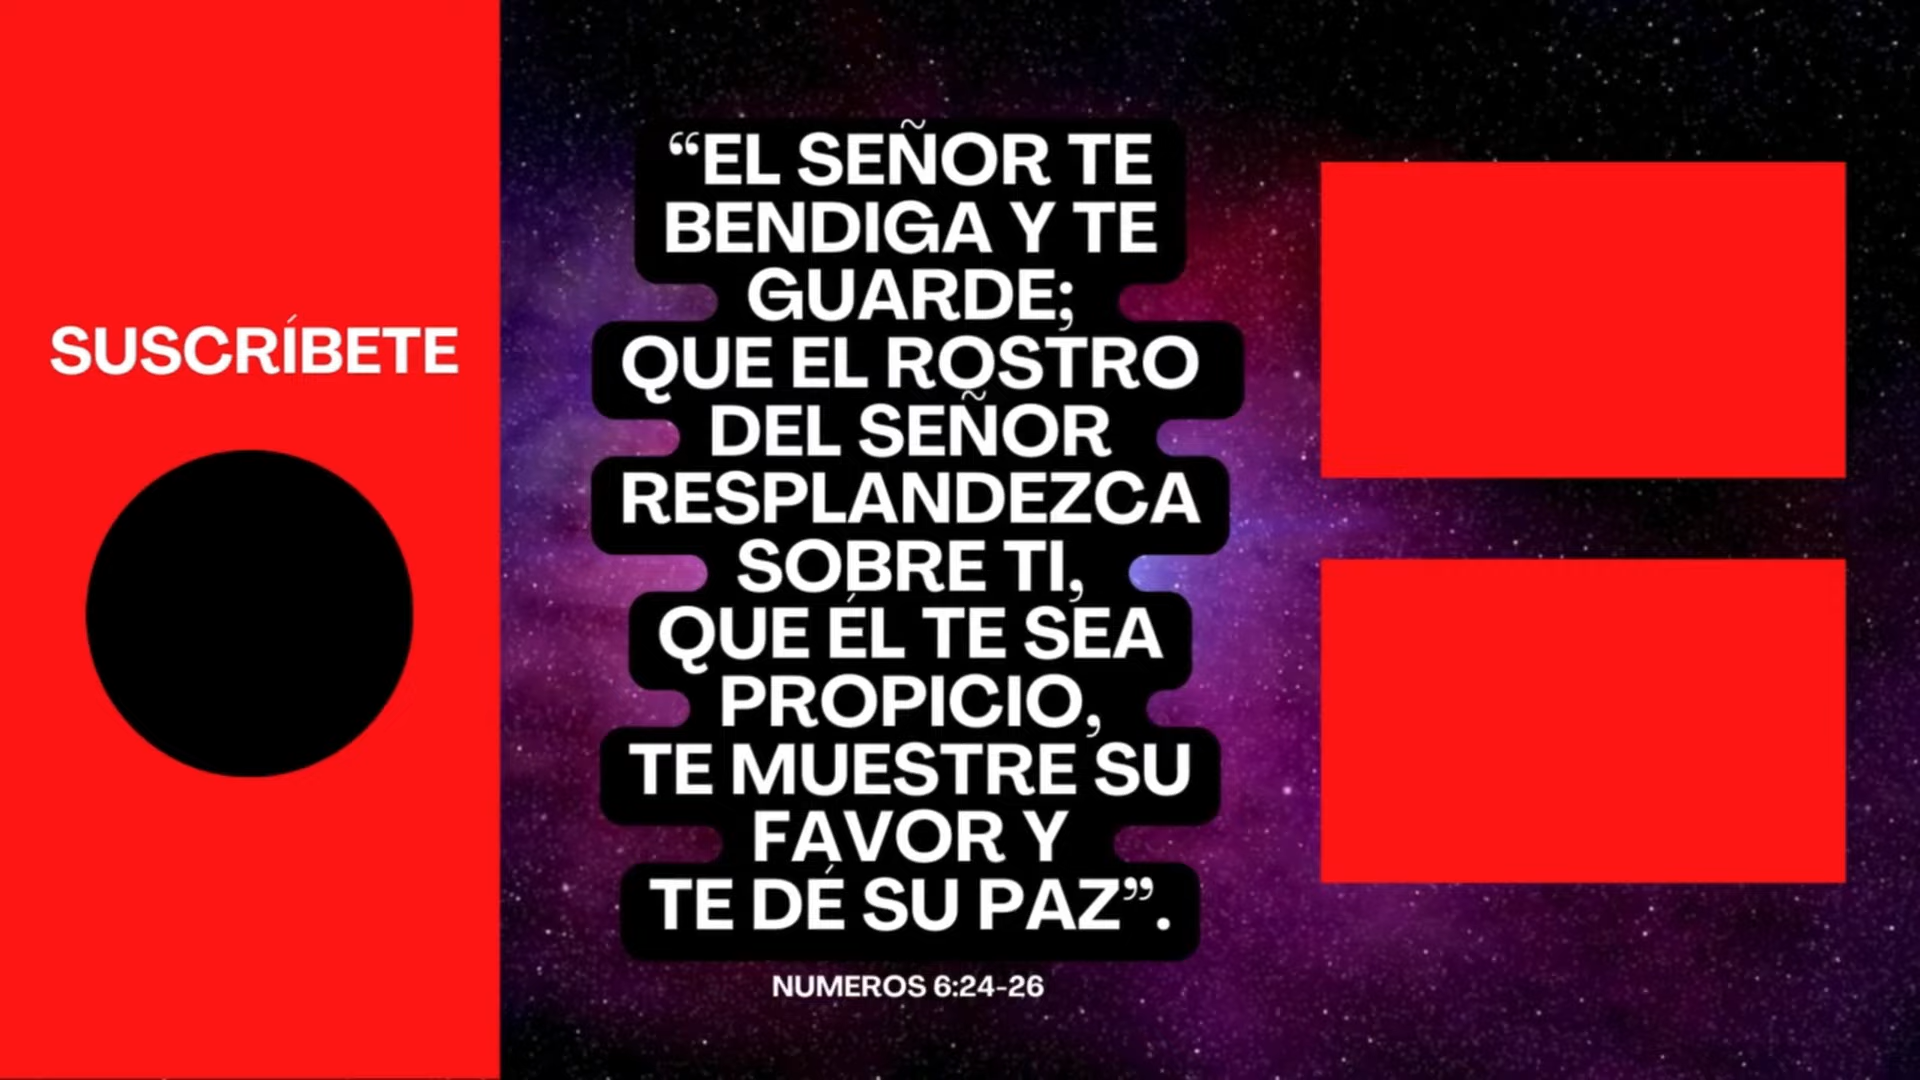 SUSCRÍBETE
“EL SEÑOR TE
BENDIGA Y TE
GUARDE;
QUE EL ROSTRO
DEL SEÑOR
RESPLANDEZCA
SOBRE TI,
QUE ÉL TE SEA
PROPICIO,
TE MUESTRE SU
FAVOR Y
TE DÉ SU PAZ”.
NUMEROS 6:24-26